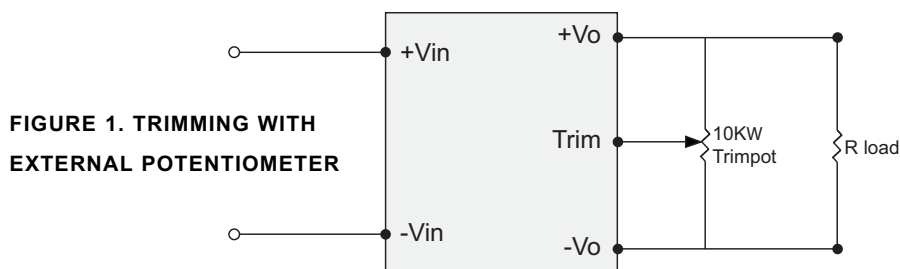 +Vin
+Vo
FIGURE 1. TRIMMING WITH
EXTERNAL POTENTIOMETER
Trim
10KW
Trimpot
R load
-Vin
-Vo